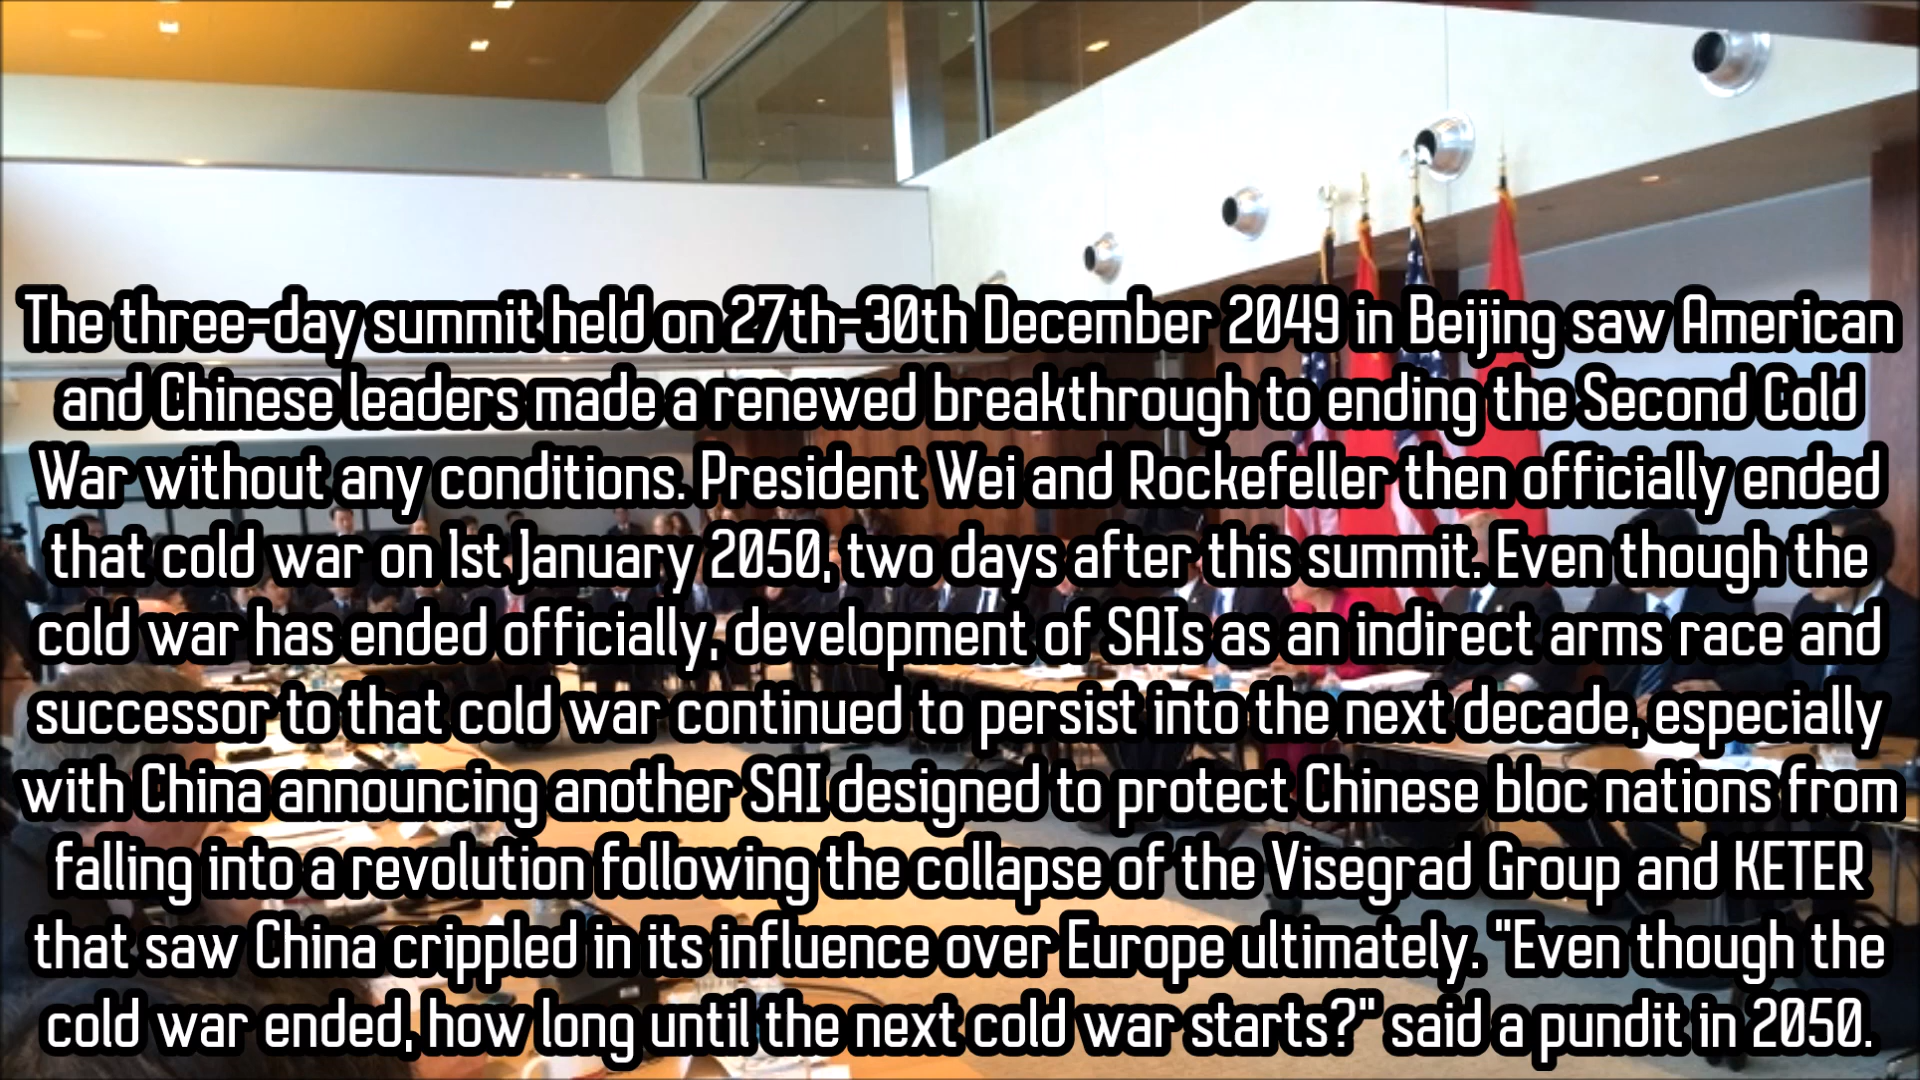 The three-day summit held on 27th-30th December 2049 in Beijing saw American
and Chinese leaders made a renewed breakthrough to ending the Second Cold
War without any conditions. President Wei and Rockefeller then officially ended
that cold war on 1st January 2050, two days after this summit. Even though the
cold war has ended officially, development of SAIs as an indirect arms race and
successor to that cold war continued to persist into the next decade, especially
with China announcing another SAI designed to protect Chinese bloc nations from
falling into a revolution following the collapse of the Visegrad Group and KETER
that saw China crippled in its influence over Europe ultimately. "Even though the
cold war ended, how long until the next cold war starts?" said a pundit in 2050.